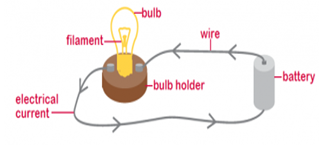 bulb
filament
wire
battery
bulb holder
electrical
current